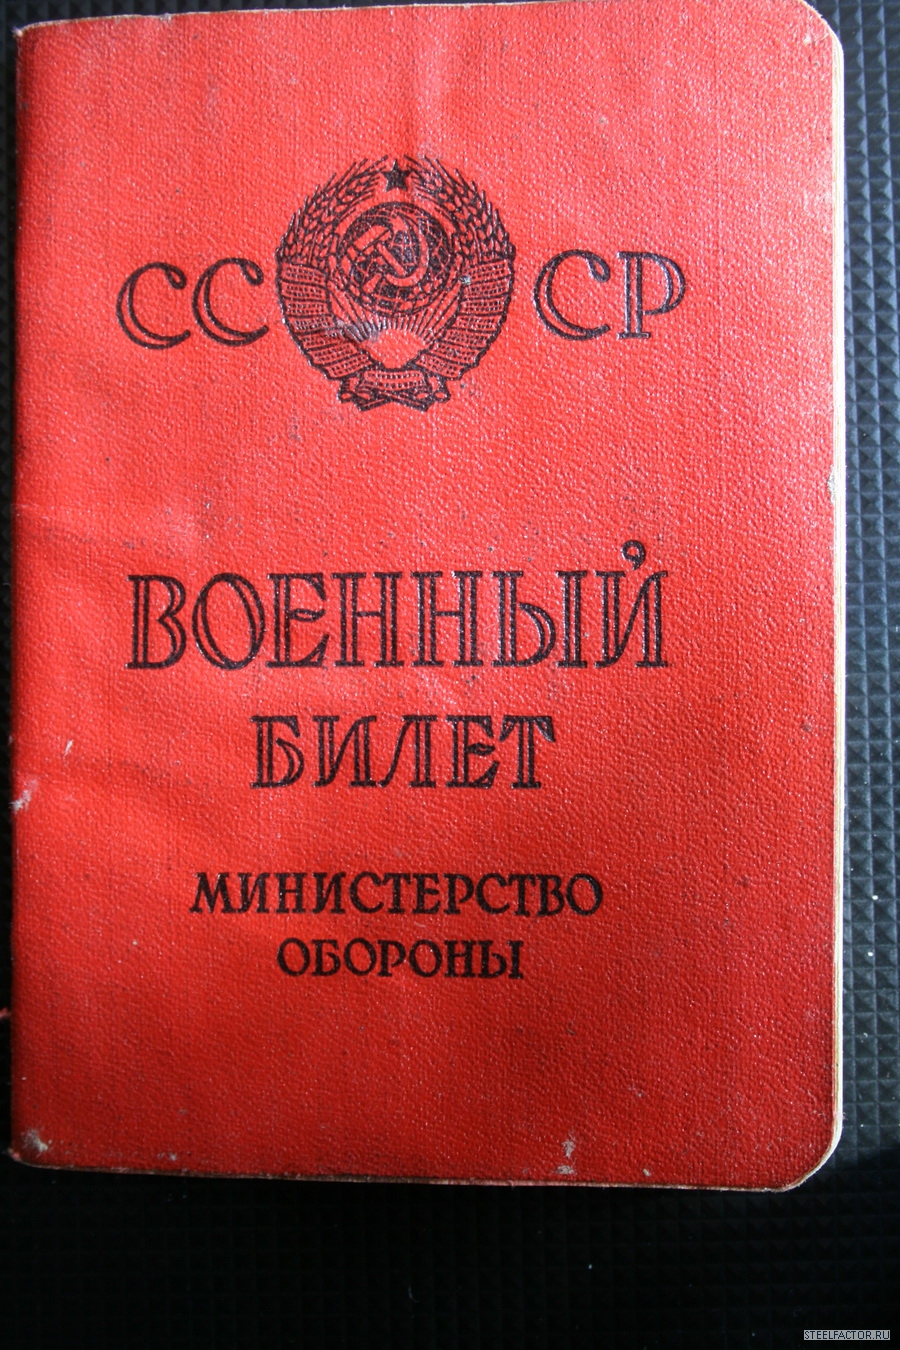 СССР
ВОЕННЫЙ
БИЛЕТ
МИНИСТЕРСТВО
ОБОРОНЫ
STEELFACTOR.RU